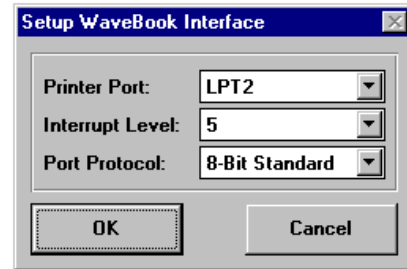 Setup WaveBook Interface
Printer Port: LPT2
Interrupt Level: 5
Port Protocol: 8-Bit Standard
OK Cancel